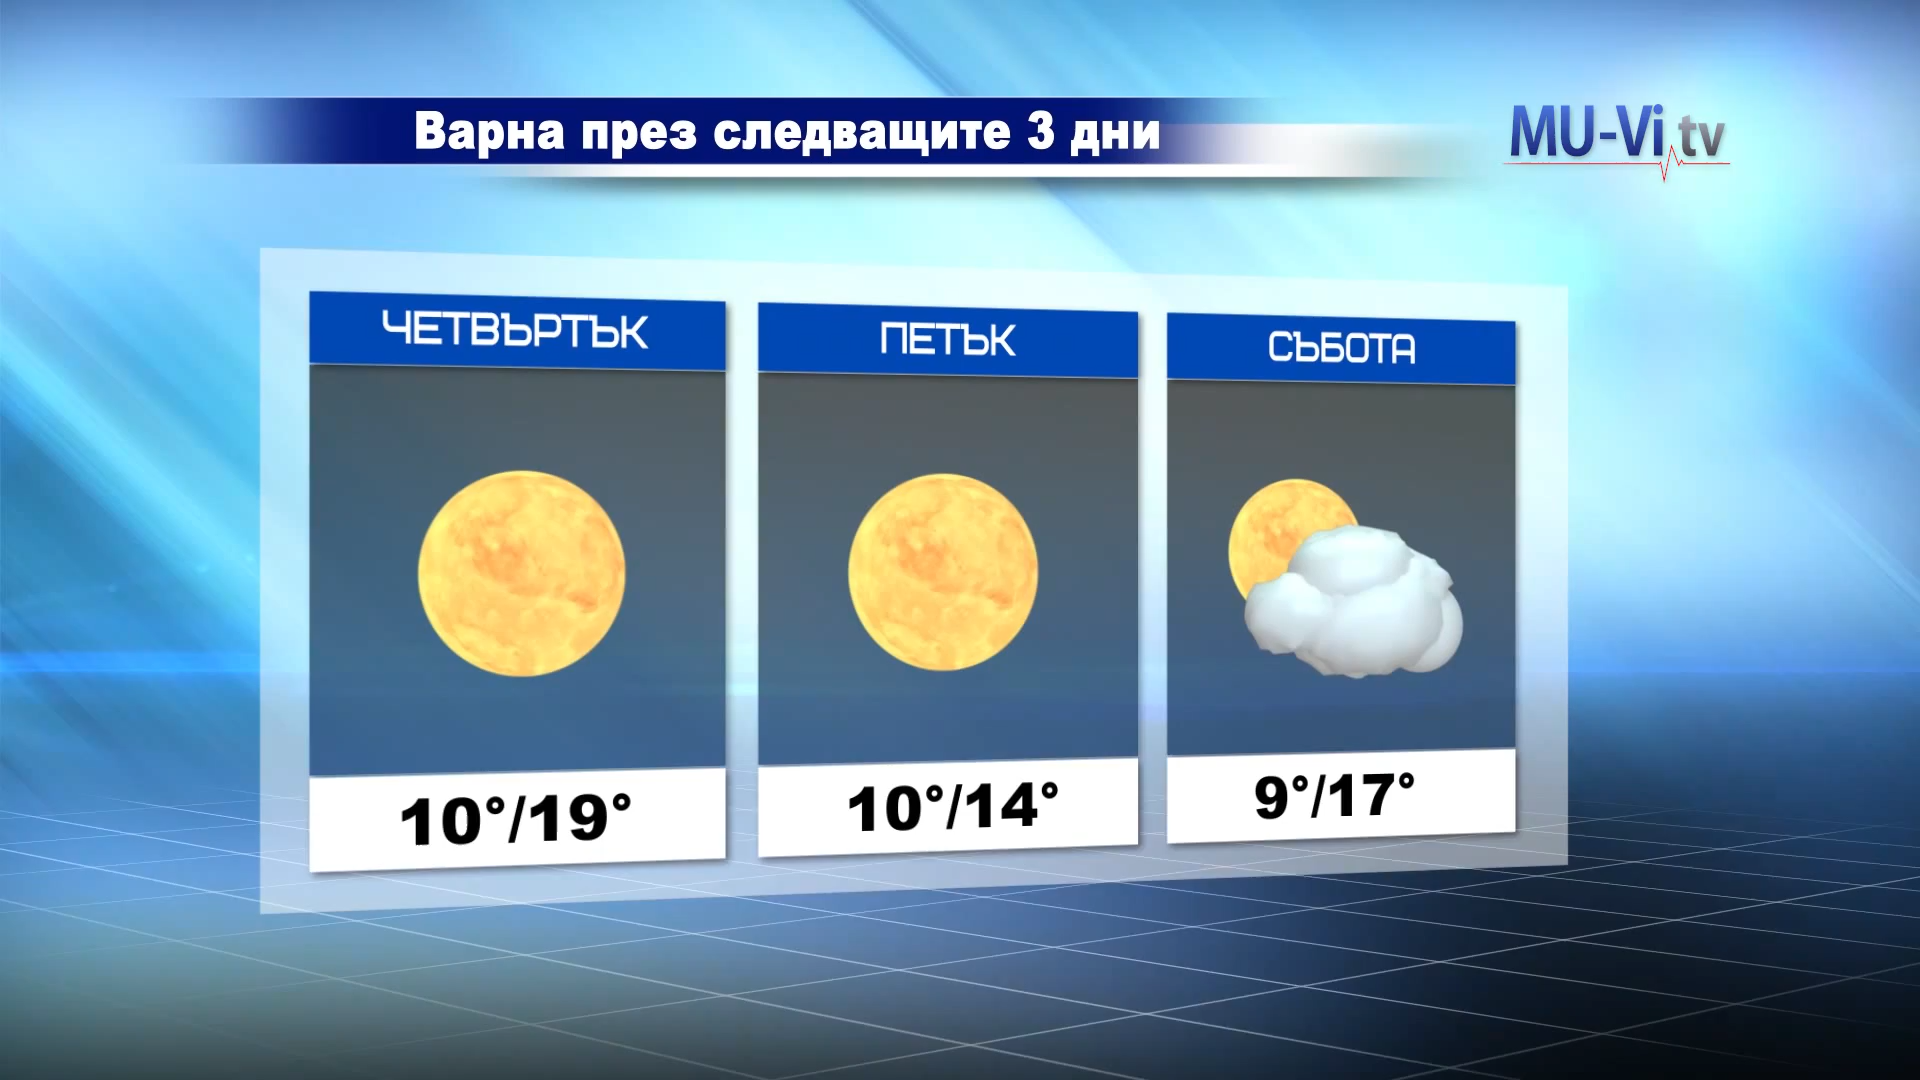 Варна през следващите 3 дни
MU-Vi.tv
ЧЕТВЪРТЪК
ПЕТЪК
СЪБОТА
10°/19°
10°/14°
9°/17°